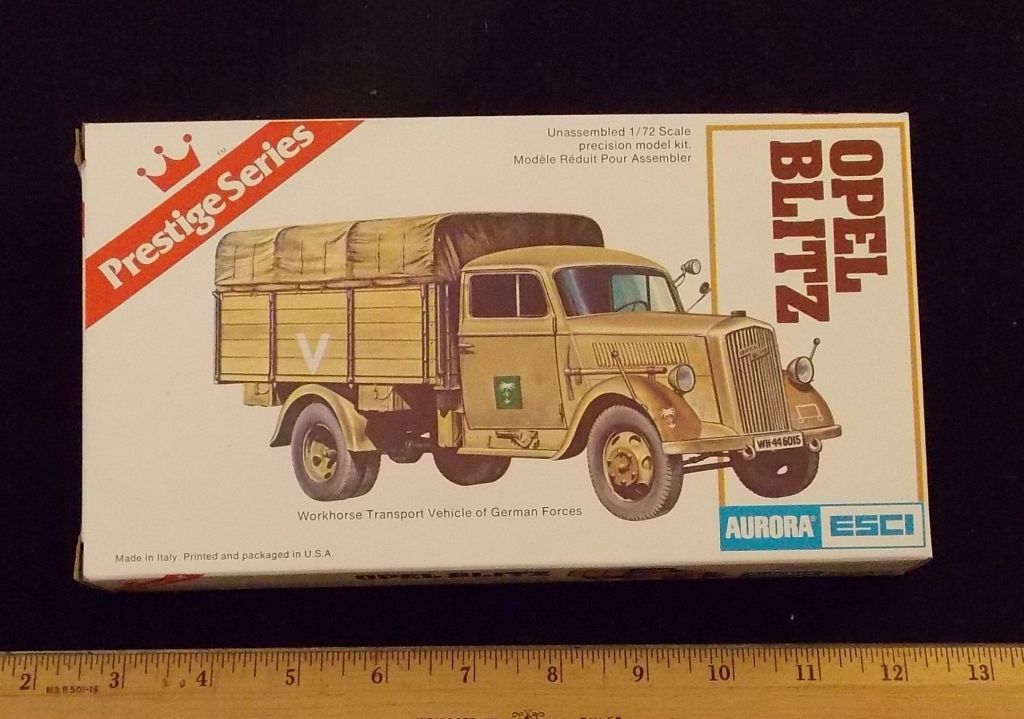 Prestige Series
TM
Unassembled 1/72 Scale
precision model kit.
Modèle Réduit Pour Assembler
OPEL
BLITZ
V
WH-446015
Workhorse Transport Vehicle of German Forces
AURORA® ESCI
Made in Italy. Printed and packaged in U.S.A.
OPEL BLITZ
2 3 4 5 6 7 8 9 10 11 12 13